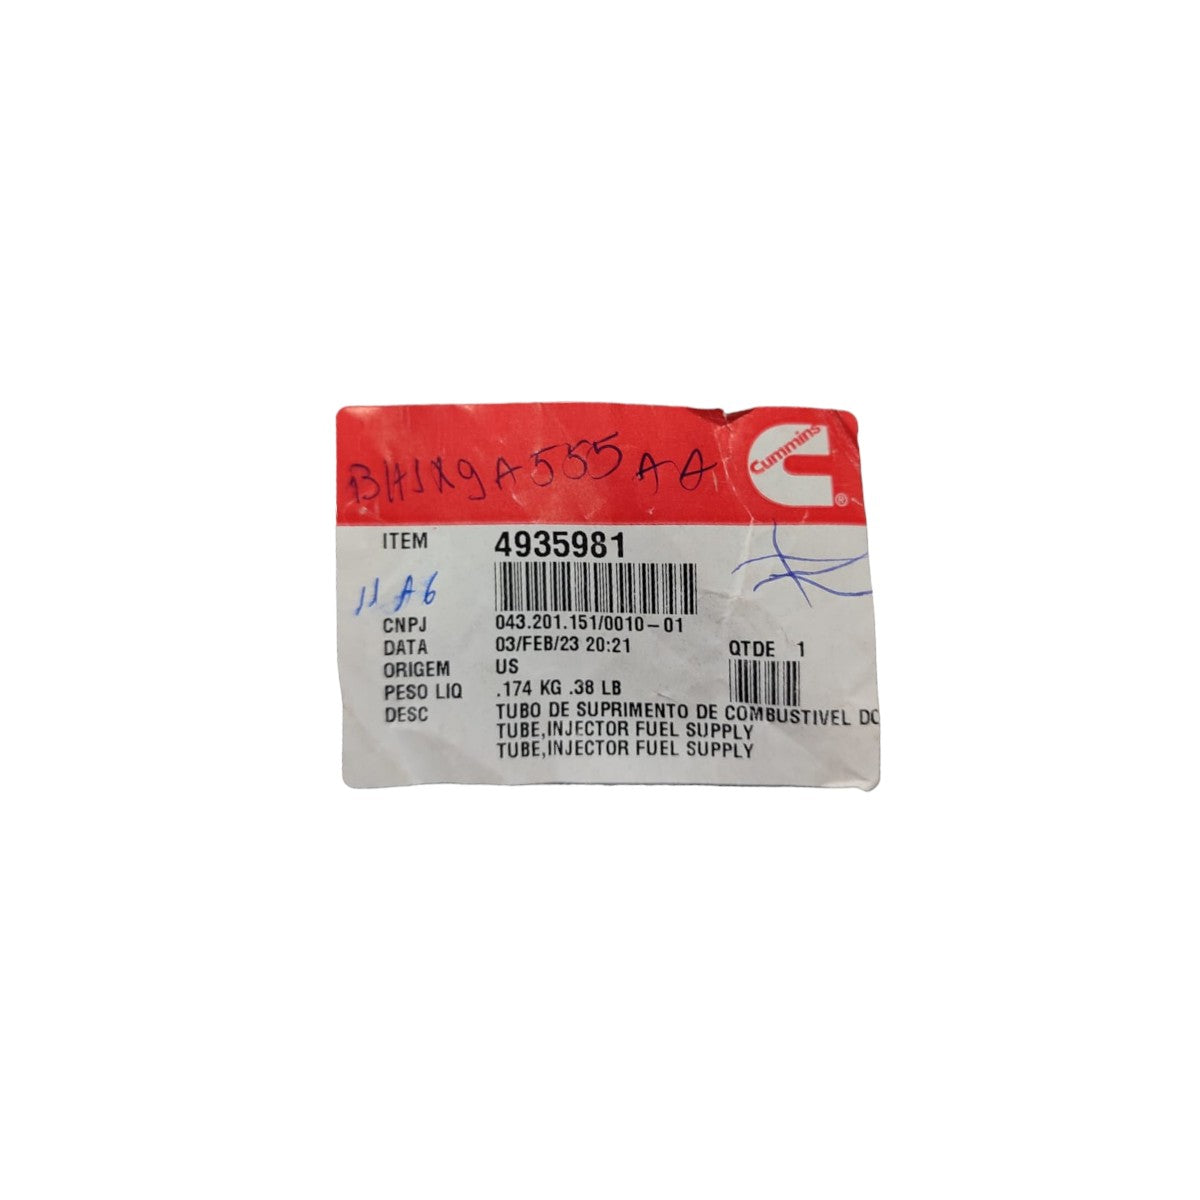 Cummins
®
BH1X9A555AA
ITEM 4935981
11 A6
CNPJ 043.201.151/0010-01
DATA 03/FEB/23 20:21 QTDE 1
ORIGEM US
PESO LIQ .174 KG .38 LB
DESC TUBO DE SUPRIMENTO DE COMBUSTIVEL DO
TUBE,INJECTOR FUEL SUPPLY
TUBE,INJECTOR FUEL SUPPLY